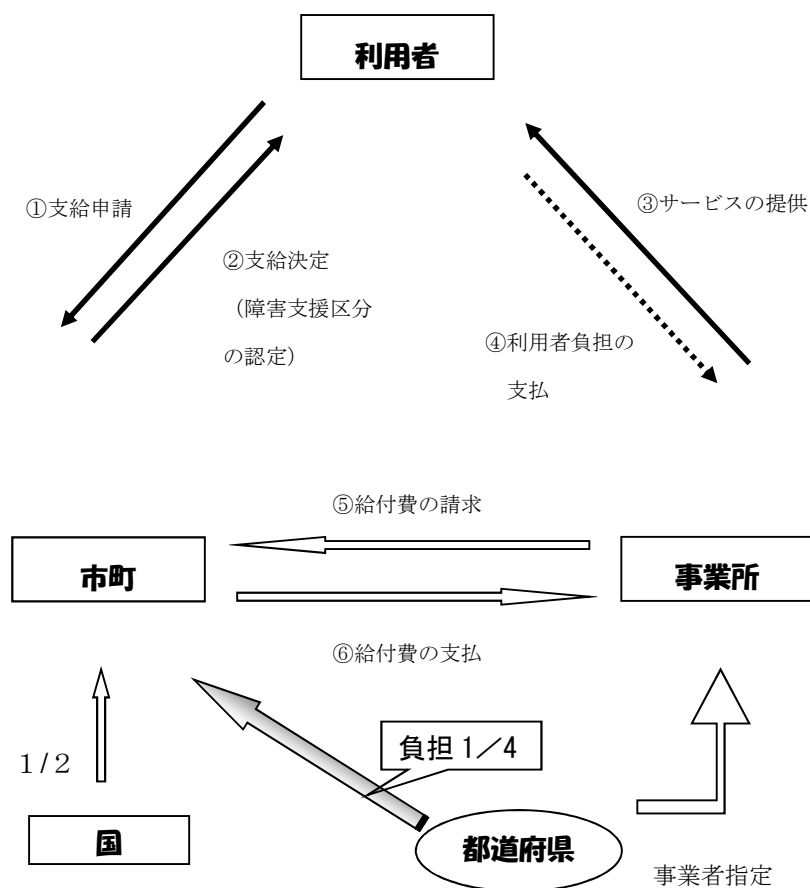 利用者
①支給申請
③サービスの提供
②支給決定
（障害支援区分
の認定）
④利用者負担の
支払
⑤給付費の請求
市町
事業所
⑥給付費の支払
負担1／4
1/2
国
都道府県
事業者指定